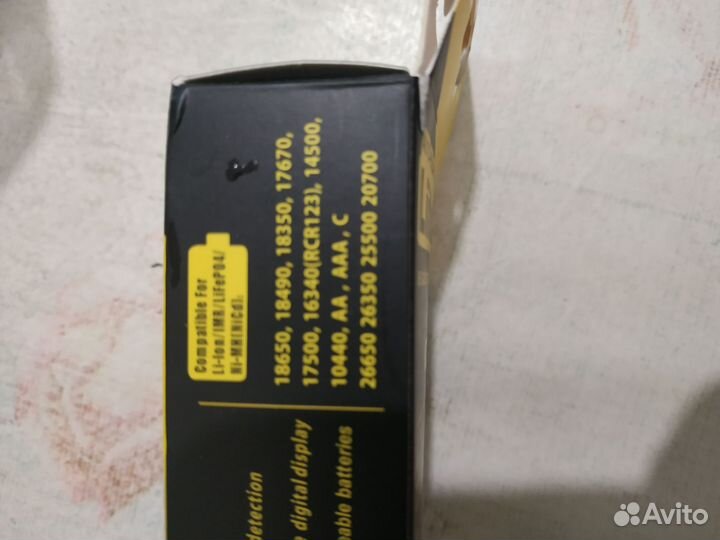 Compatible For
Li-Ion/IMR/LiFePO4/
Ni-MH(NiCd):
18650, 18490, 18350, 17670,
17500, 16340(RCR123), 14500,
10440, AA , AAA , C
26650 26350 25500 20700
detection
digital display
batteries
Avito